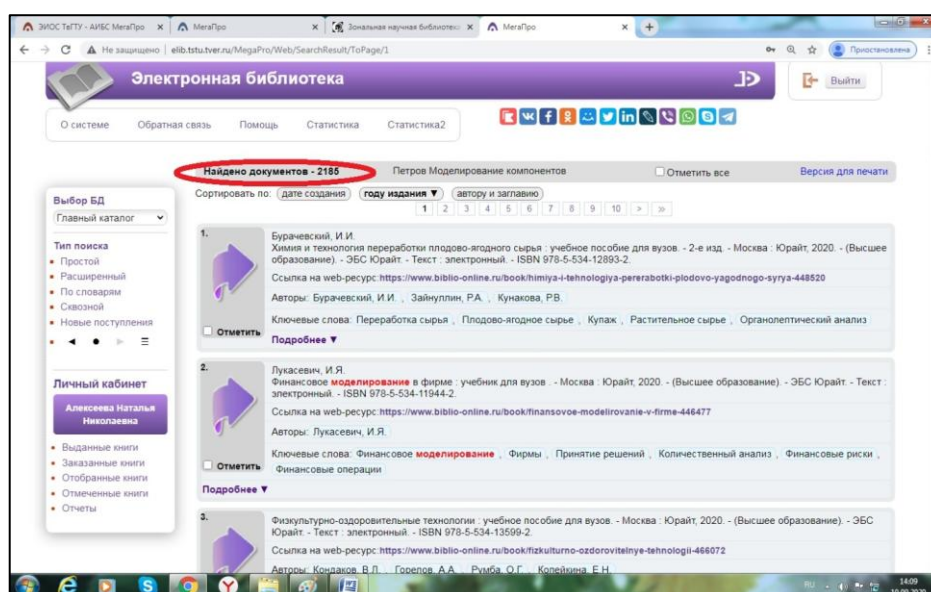 ЭИОС ТвГТУ - АИБС МегаПро
МегаПро
Зональная научная библиотека
МегаПро
Не защищено
elib.tstu.tver.ru/MegaPro/Web/SearchResult/ToPage/1
Приостановлена
Электронная библиотека
Выйти
О системе Обратная связь Помощь Статистика Статистика2
Найдено документов - 2185 Петров Моделирование компонентов Отметить все Версия для печати
Сортировать по: дате создания году издания ▼ автору и заглавию
1 2 3 4 5 6 7 8 9 10 > »
Выбор БД
Главный каталог
Тип поиска
Простой
Расширенный
По словарям
Сквозной
Новые поступления
Личный кабинет
Алексеева Наталья
Николаевна
Выданные книги
Заказанные книги
Отобранные книги
Отмеченные книги
Отчеты
1.
Бурачевский, И.И.
Химия и технология переработки плодово-ягодного сырья : учебное пособие для вузов. - 2-е изд. - Москва : Юрайт, 2020. - (Высшее
образование). - ЭБС Юрайт. - Текст : электронный. - ISBN 978-5-534-12893-2.
Ссылка на web-ресурс:https://www.biblio-online.ru/book/himiya-i-tehnologiya-pererabotki-plodovo-yagodnogo-syrya-448520
Авторы: Бурачевский, И.И. , Зайнуллин, Р.А. , Кунакова, Р.В.
Ключевые слова: Переработка сырья , Плодово-ягодное сырье , Купаж , Растительное сырье , Органолептический анализ
Отметить
Подробнее ▼
2.
Лукасевич, И.Я.
Финансовое моделирование в фирме : учебник для вузов . - Москва : Юрайт, 2020. - (Высшее образование). - ЭБС Юрайт. - Текст :
электронный. - ISBN 978-5-534-11944-2.
Ссылка на web-ресурс:https://www.biblio-online.ru/book/finansovoe-modelirovanie-v-firme-446477
Авторы: Лукасевич, И.Я.
Ключевые слова: Финансовое моделирование , Фирмы , Принятие решений , Количественный анализ , Финансовые риски ,
Финансовые операции
Отметить
Подробнее ▼
3.
Физкультурно-оздоровительные технологии : учебное пособие для вузов. - Москва : Юрайт, 2020. - (Высшее образование). - ЭБС
Юрайт. - Текст : электронный. - ISBN 978-5-534-13599-2.
Ссылка на web-ресурс:https://www.biblio-online.ru/book/fizkulturno-ozdorovitelnye-tehnologii-466072
Авторы: Кондаков, В.Л. , Горелов, А.А. , Румба, О.Г. , Копейкина, Е.Н.
RU
14:09
10.09.2020